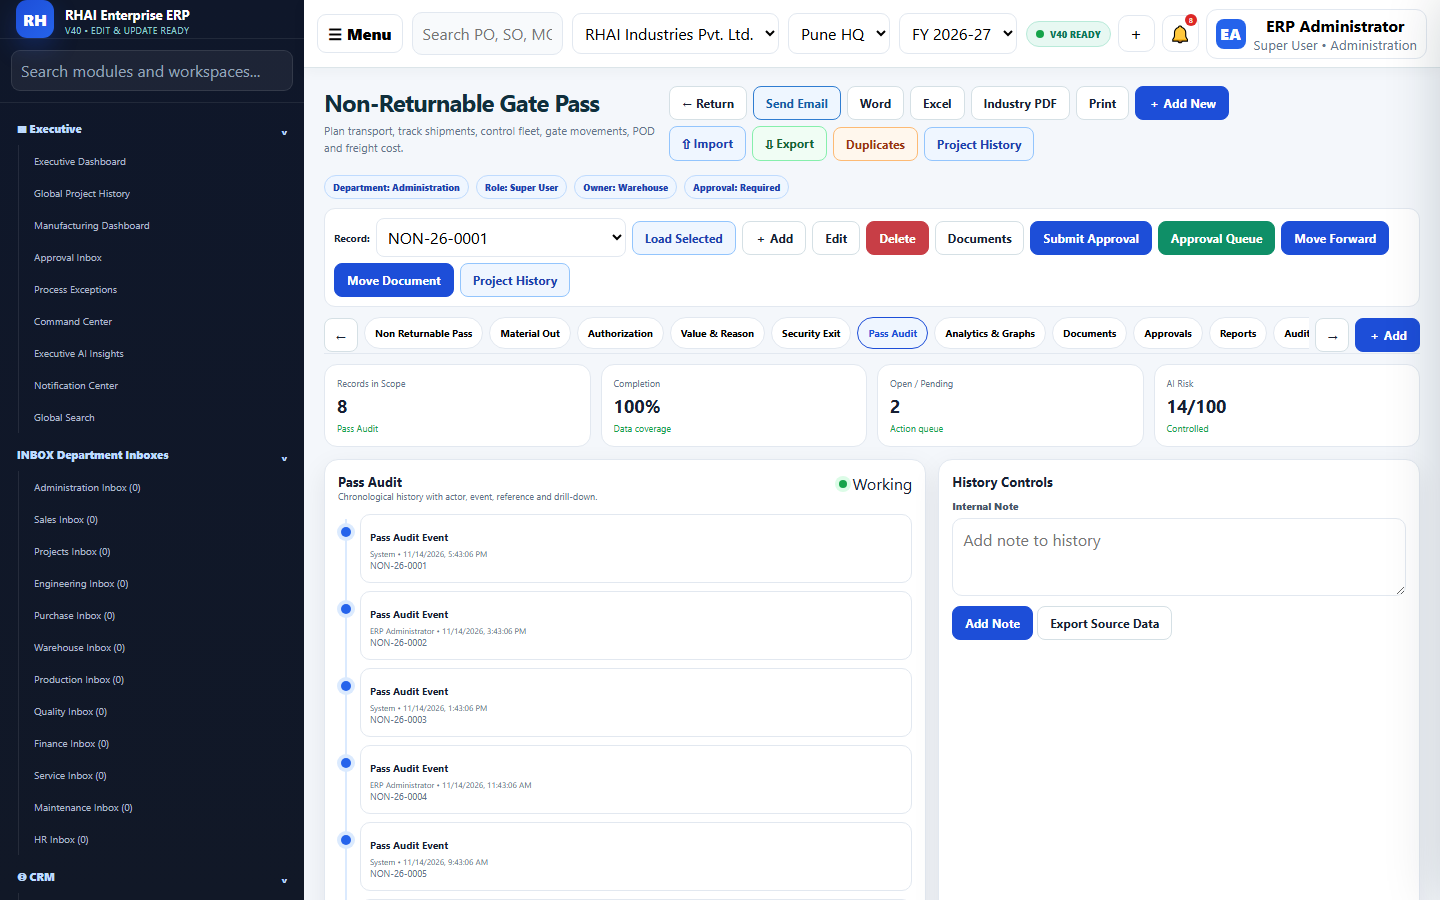 RH
RHAI Enterprise ERP
V40 • EDIT & UPDATE READY
Search modules and workspaces...
Executive
Executive Dashboard
Global Project History
Manufacturing Dashboard
Approval Inbox
Process Exceptions
Command Center
Executive AI Insights
Notification Center
Global Search
INBOX Department Inboxes
Administration Inbox (0)
Sales Inbox (0)
Projects Inbox (0)
Engineering Inbox (0)
Purchase Inbox (0)
Warehouse Inbox (0)
Production Inbox (0)
Quality Inbox (0)
Finance Inbox (0)
Service Inbox (0)
Maintenance Inbox (0)
HR Inbox (0)
CRM
☰ Menu
Search PO, SO, MC
RHAI Industries Pvt. Ltd.
Pune HQ
FY 2026-27
V40 READY
+
8
EA
ERP Administrator
Super User • Administration
Non-Returnable Gate Pass
Plan transport, track shipments, control fleet, gate movements, POD
and freight cost.
← Return
Send Email
Word
Excel
Industry PDF
Print
+ Add New
⇧ Import
⇩ Export
Duplicates
Project History
Department: Administration
Role: Super User
Owner: Warehouse
Approval: Required
Record:
NON-26-0001
Load Selected
+ Add
Edit
Delete
Documents
Submit Approval
Approval Queue
Move Forward
Move Document
Project History
←
Non Returnable Pass
Material Out
Authorization
Value & Reason
Security Exit
Pass Audit
Analytics & Graphs
Documents
Approvals
Reports
Audit
→
+ Add
Records in Scope
8
Pass Audit
Completion
100%
Data coverage
Open / Pending
2
Action queue
AI Risk
14/100
Controlled
Pass Audit
Chronological history with actor, event, reference and drill-down.
Working
Pass Audit Event
System • 11/14/2026, 5:43:06 PM
NON-26-0001
Pass Audit Event
ERP Administrator • 11/14/2026, 3:43:06 PM
NON-26-0002
Pass Audit Event
System • 11/14/2026, 1:43:06 PM
NON-26-0003
Pass Audit Event
ERP Administrator • 11/14/2026, 11:43:06 AM
NON-26-0004
Pass Audit Event
System • 11/14/2026, 9:43:06 AM
NON-26-0005
History Controls
Internal Note
Add note to history
Add Note
Export Source Data